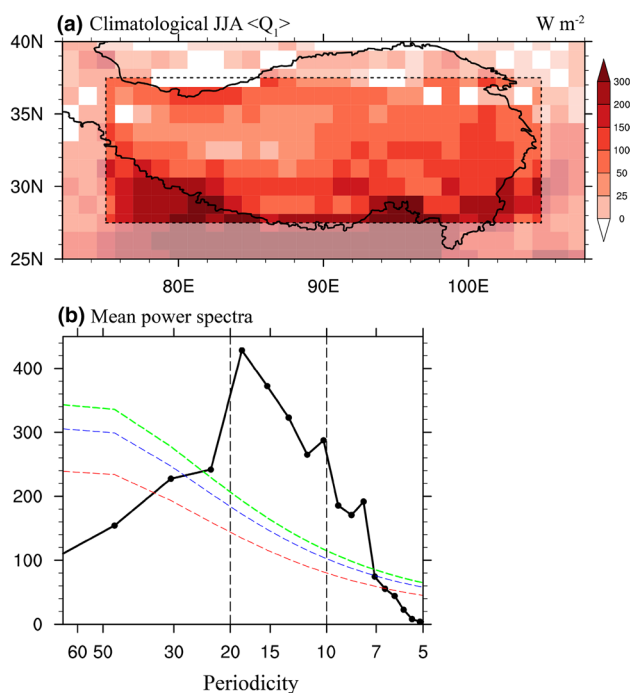 (a) Climatological JJA <Q₁> W m⁻²
40N
35N
30N
25N
80E 90E 100E
300
200
150
100
50
25
0
(b) Mean power spectra
400
300
200
100
0
60 50 30 20 15 10 7 5
Periodicity